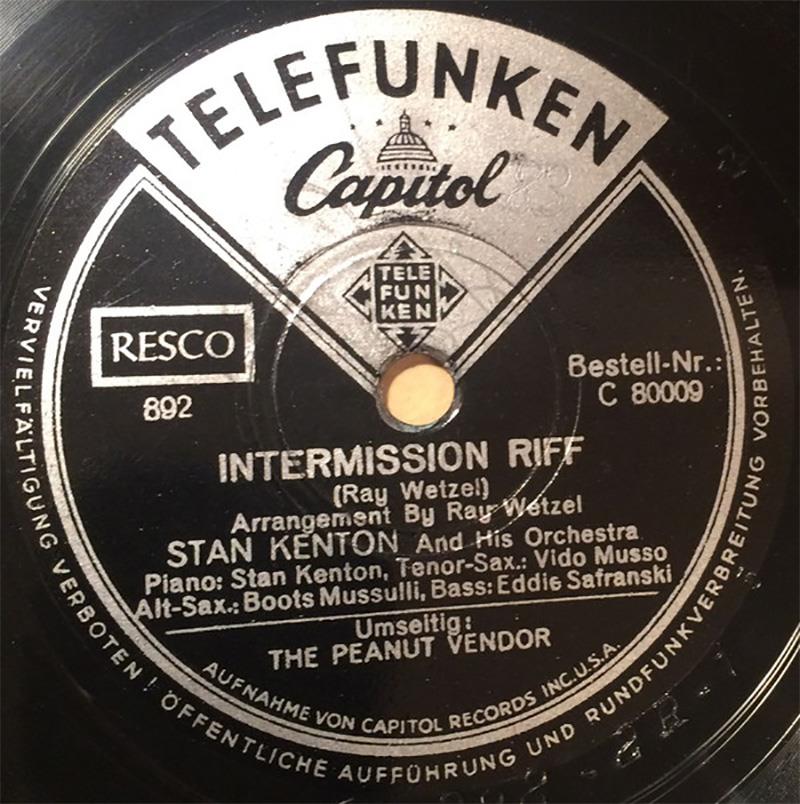 TELEFUNKEN
Capitol
TELE
FUN
KEN
RESCO
892
Bestell-Nr.:
C 80009
INTERMISSION RIFF
(Ray Wetzel)
Arrangement By Ray Wetzel
STAN KENTON And His Orchestra
Piano: Stan Kenton, Tenor-Sax.: Vido Musso
Alt-Sax.: Boots Mussulli, Bass: Eddie Safranski
Umseitig:
THE PEANUT VENDOR
AUFNAHME VON CAPITOL RECORDS INC. U.S.A.
VERVIELFÄLTIGUNG VERBOTEN! ÖFFENTLICHE AUFFÜHRUNG UND RUNDFUNKVERBREITUNG VORBEHALTEN.